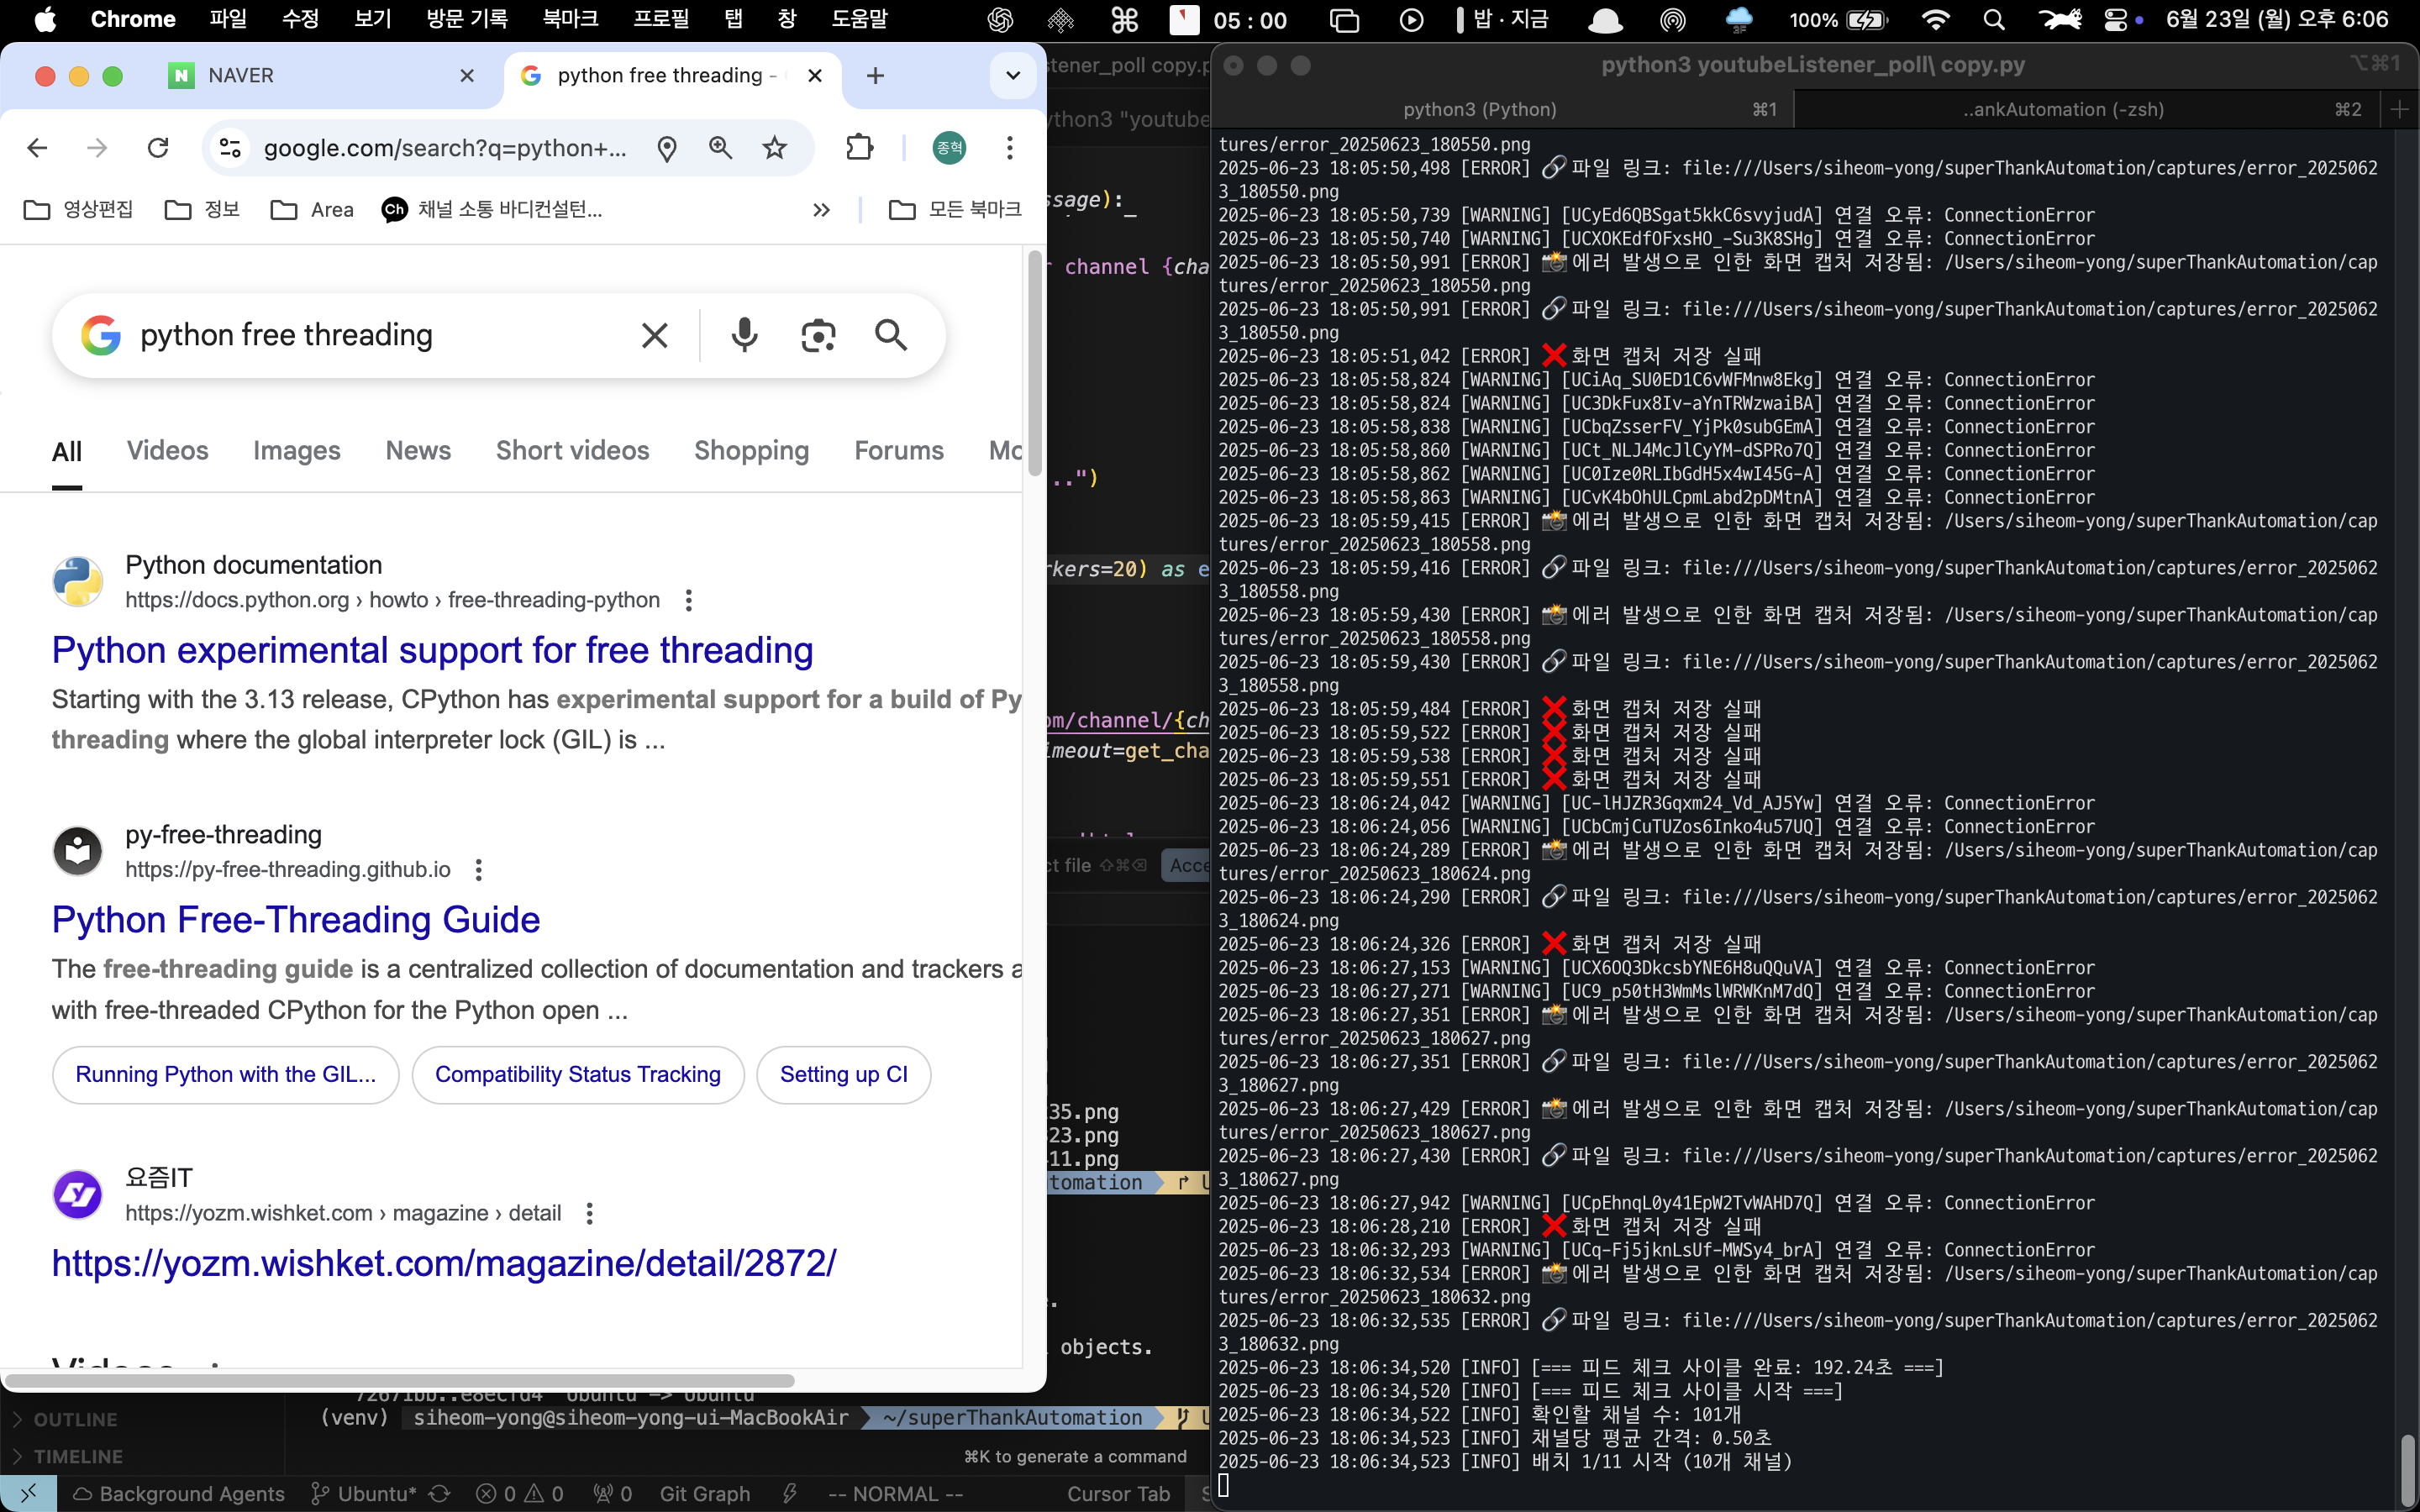 Chrome 파일 수정 보기 방문 기록 북마크 프로필 탭 창 도움말 05 : 00 밥 · 지금 100% 6월 23일 (월) 오후 6:06
NAVER
python free threading -
google.com/search?q=python+...
종혁
영상편집 정보 Area Ch 채널 소통 바디컨설턴... 모든 북마크
python free threading
All Videos Images News Short videos Shopping Forums Mo
Python documentation
https://docs.python.org › howto › free-threading-python
Python experimental support for free threading
Starting with the 3.13 release, CPython has experimental support for a build of Py
threading where the global interpreter lock (GIL) is ...
py-free-threading
https://py-free-threading.github.io
Python Free-Threading Guide
The free-threading guide is a centralized collection of documentation and trackers a
with free-threaded CPython for the Python open ...
Running Python with the GIL... Compatibility Status Tracking Setting up CI
요즘IT
https://yozm.wishket.com › magazine › detail
https://yozm.wishket.com/magazine/detail/2872/
stener_poll copy.p
ython3 "youtube
ssage):
r channel {cha
..")
rkers=20) as e
om/channel/{ch
imeout=get_cha
ct file Acce
35.png
23.png
11.png
tomation
objects.
(venv) siheom-yong@siheom-yong-ui-MacBookAir ~/superThankAutomation
OUTLINE
TIMELINE
⌘K to generate a command
Background Agents Ubuntu* 0 0 0 Git Graph -- NORMAL -- Cursor Tab
python3 youtubeListener_poll\ copy.py ⌥⌘1
python3 (Python) ⌘1 ..ankAutomation (-zsh) ⌘2
tures/error_20250623_180550.png
2025-06-23 18:05:50,498 [ERROR] 🔗파일 링크: file:///Users/siheom-yong/superThankAutomation/captures/error_2025062
3_180550.png
2025-06-23 18:05:50,739 [WARNING] [UCyEd6QBSgat5kkC6svyjudA] 연결 오류: ConnectionError
2025-06-23 18:05:50,740 [WARNING] [UCXOKEdfOFxsHO_-Su3K8SHg] 연결 오류: ConnectionError
2025-06-23 18:05:50,991 [ERROR] 📸에러 발생으로 인한 화면 캡처 저장됨: /Users/siheom-yong/superThankAutomation/cap
tures/error_20250623_180550.png
2025-06-23 18:05:50,991 [ERROR] 🔗파일 링크: file:///Users/siheom-yong/superThankAutomation/captures/error_2025062
3_180550.png
2025-06-23 18:05:51,042 [ERROR] ❌화면 캡처 저장 실패
2025-06-23 18:05:58,824 [WARNING] [UCiAq_SU0ED1C6vWFMnw8Ekg] 연결 오류: ConnectionError
2025-06-23 18:05:58,824 [WARNING] [UC3DkFux8Iv-aYnTRWzwaiBA] 연결 오류: ConnectionError
2025-06-23 18:05:58,838 [WARNING] [UCbqZsserFV_YjPk0subGEmA] 연결 오류: ConnectionError
2025-06-23 18:05:58,860 [WARNING] [UCt_NLJ4McJlCyYM-dSPRo7Q] 연결 오류: ConnectionError
2025-06-23 18:05:58,862 [WARNING] [UC0Ize0RLIbGdH5x4wI45G-A] 연결 오류: ConnectionError
2025-06-23 18:05:58,863 [WARNING] [UCvK4bOhULCpmLabd2pDMtnA] 연결 오류: ConnectionError
2025-06-23 18:05:59,415 [ERROR] 📸에러 발생으로 인한 화면 캡처 저장됨: /Users/siheom-yong/superThankAutomation/cap
tures/error_20250623_180558.png
2025-06-23 18:05:59,416 [ERROR] 🔗파일 링크: file:///Users/siheom-yong/superThankAutomation/captures/error_2025062
3_180558.png
2025-06-23 18:05:59,430 [ERROR] 📸에러 발생으로 인한 화면 캡처 저장됨: /Users/siheom-yong/superThankAutomation/cap
tures/error_20250623_180558.png
2025-06-23 18:05:59,430 [ERROR] 🔗파일 링크: file:///Users/siheom-yong/superThankAutomation/captures/error_2025062
3_180558.png
2025-06-23 18:05:59,484 [ERROR] ❌화면 캡처 저장 실패
2025-06-23 18:05:59,522 [ERROR] ❌화면 캡처 저장 실패
2025-06-23 18:05:59,538 [ERROR] ❌화면 캡처 저장 실패
2025-06-23 18:05:59,551 [ERROR] ❌화면 캡처 저장 실패
2025-06-23 18:06:24,042 [WARNING] [UC-lHJZR3Gqxm24_Vd_AJ5Yw] 연결 오류: ConnectionError
2025-06-23 18:06:24,056 [WARNING] [UCbCmjCuTUZos6Inko4u57UQ] 연결 오류: ConnectionError
2025-06-23 18:06:24,289 [ERROR] 📸에러 발생으로 인한 화면 캡처 저장됨: /Users/siheom-yong/superThankAutomation/cap
tures/error_20250623_180624.png
2025-06-23 18:06:24,290 [ERROR] 🔗파일 링크: file:///Users/siheom-yong/superThankAutomation/captures/error_2025062
3_180624.png
2025-06-23 18:06:24,326 [ERROR] ❌화면 캡처 저장 실패
2025-06-23 18:06:27,153 [WARNING] [UCX6OQ3DkcsbYNE6H8uQQuVA] 연결 오류: ConnectionError
2025-06-23 18:06:27,271 [WARNING] [UC9_p50tH3WmMslWRWKnM7dQ] 연결 오류: ConnectionError
2025-06-23 18:06:27,351 [ERROR] 📸에러 발생으로 인한 화면 캡처 저장됨: /Users/siheom-yong/superThankAutomation/cap
tures/error_20250623_180627.png
2025-06-23 18:06:27,351 [ERROR] 🔗파일 링크: file:///Users/siheom-yong/superThankAutomation/captures/error_2025062
3_180627.png
2025-06-23 18:06:27,429 [ERROR] 📸에러 발생으로 인한 화면 캡처 저장됨: /Users/siheom-yong/superThankAutomation/cap
tures/error_20250623_180627.png
2025-06-23 18:06:27,430 [ERROR] 🔗파일 링크: file:///Users/siheom-yong/superThankAutomation/captures/error_2025062
3_180627.png
2025-06-23 18:06:27,942 [WARNING] [UCpEhnqL0y41EpW2TvWAHD7Q] 연결 오류: ConnectionError
2025-06-23 18:06:28,210 [ERROR] ❌화면 캡처 저장 실패
2025-06-23 18:06:32,293 [WARNING] [UCq-Fj5jknLsUf-MWSy4_brA] 연결 오류: ConnectionError
2025-06-23 18:06:32,534 [ERROR] 📸에러 발생으로 인한 화면 캡처 저장됨: /Users/siheom-yong/superThankAutomation/cap
tures/error_20250623_180632.png
2025-06-23 18:06:32,535 [ERROR] 🔗파일 링크: file:///Users/siheom-yong/superThankAutomation/captures/error_2025062
3_180632.png
2025-06-23 18:06:34,520 [INFO] [=== 피드 체크 사이클 완료: 192.24초 ===]
2025-06-23 18:06:34,520 [INFO] [=== 피드 체크 사이클 시작 ===]
2025-06-23 18:06:34,522 [INFO] 확인할 채널 수: 101개
2025-06-23 18:06:34,523 [INFO] 채널당 평균 간격: 0.50초
2025-06-23 18:06:34,523 [INFO] 배치 1/11 시작 (10개 채널)